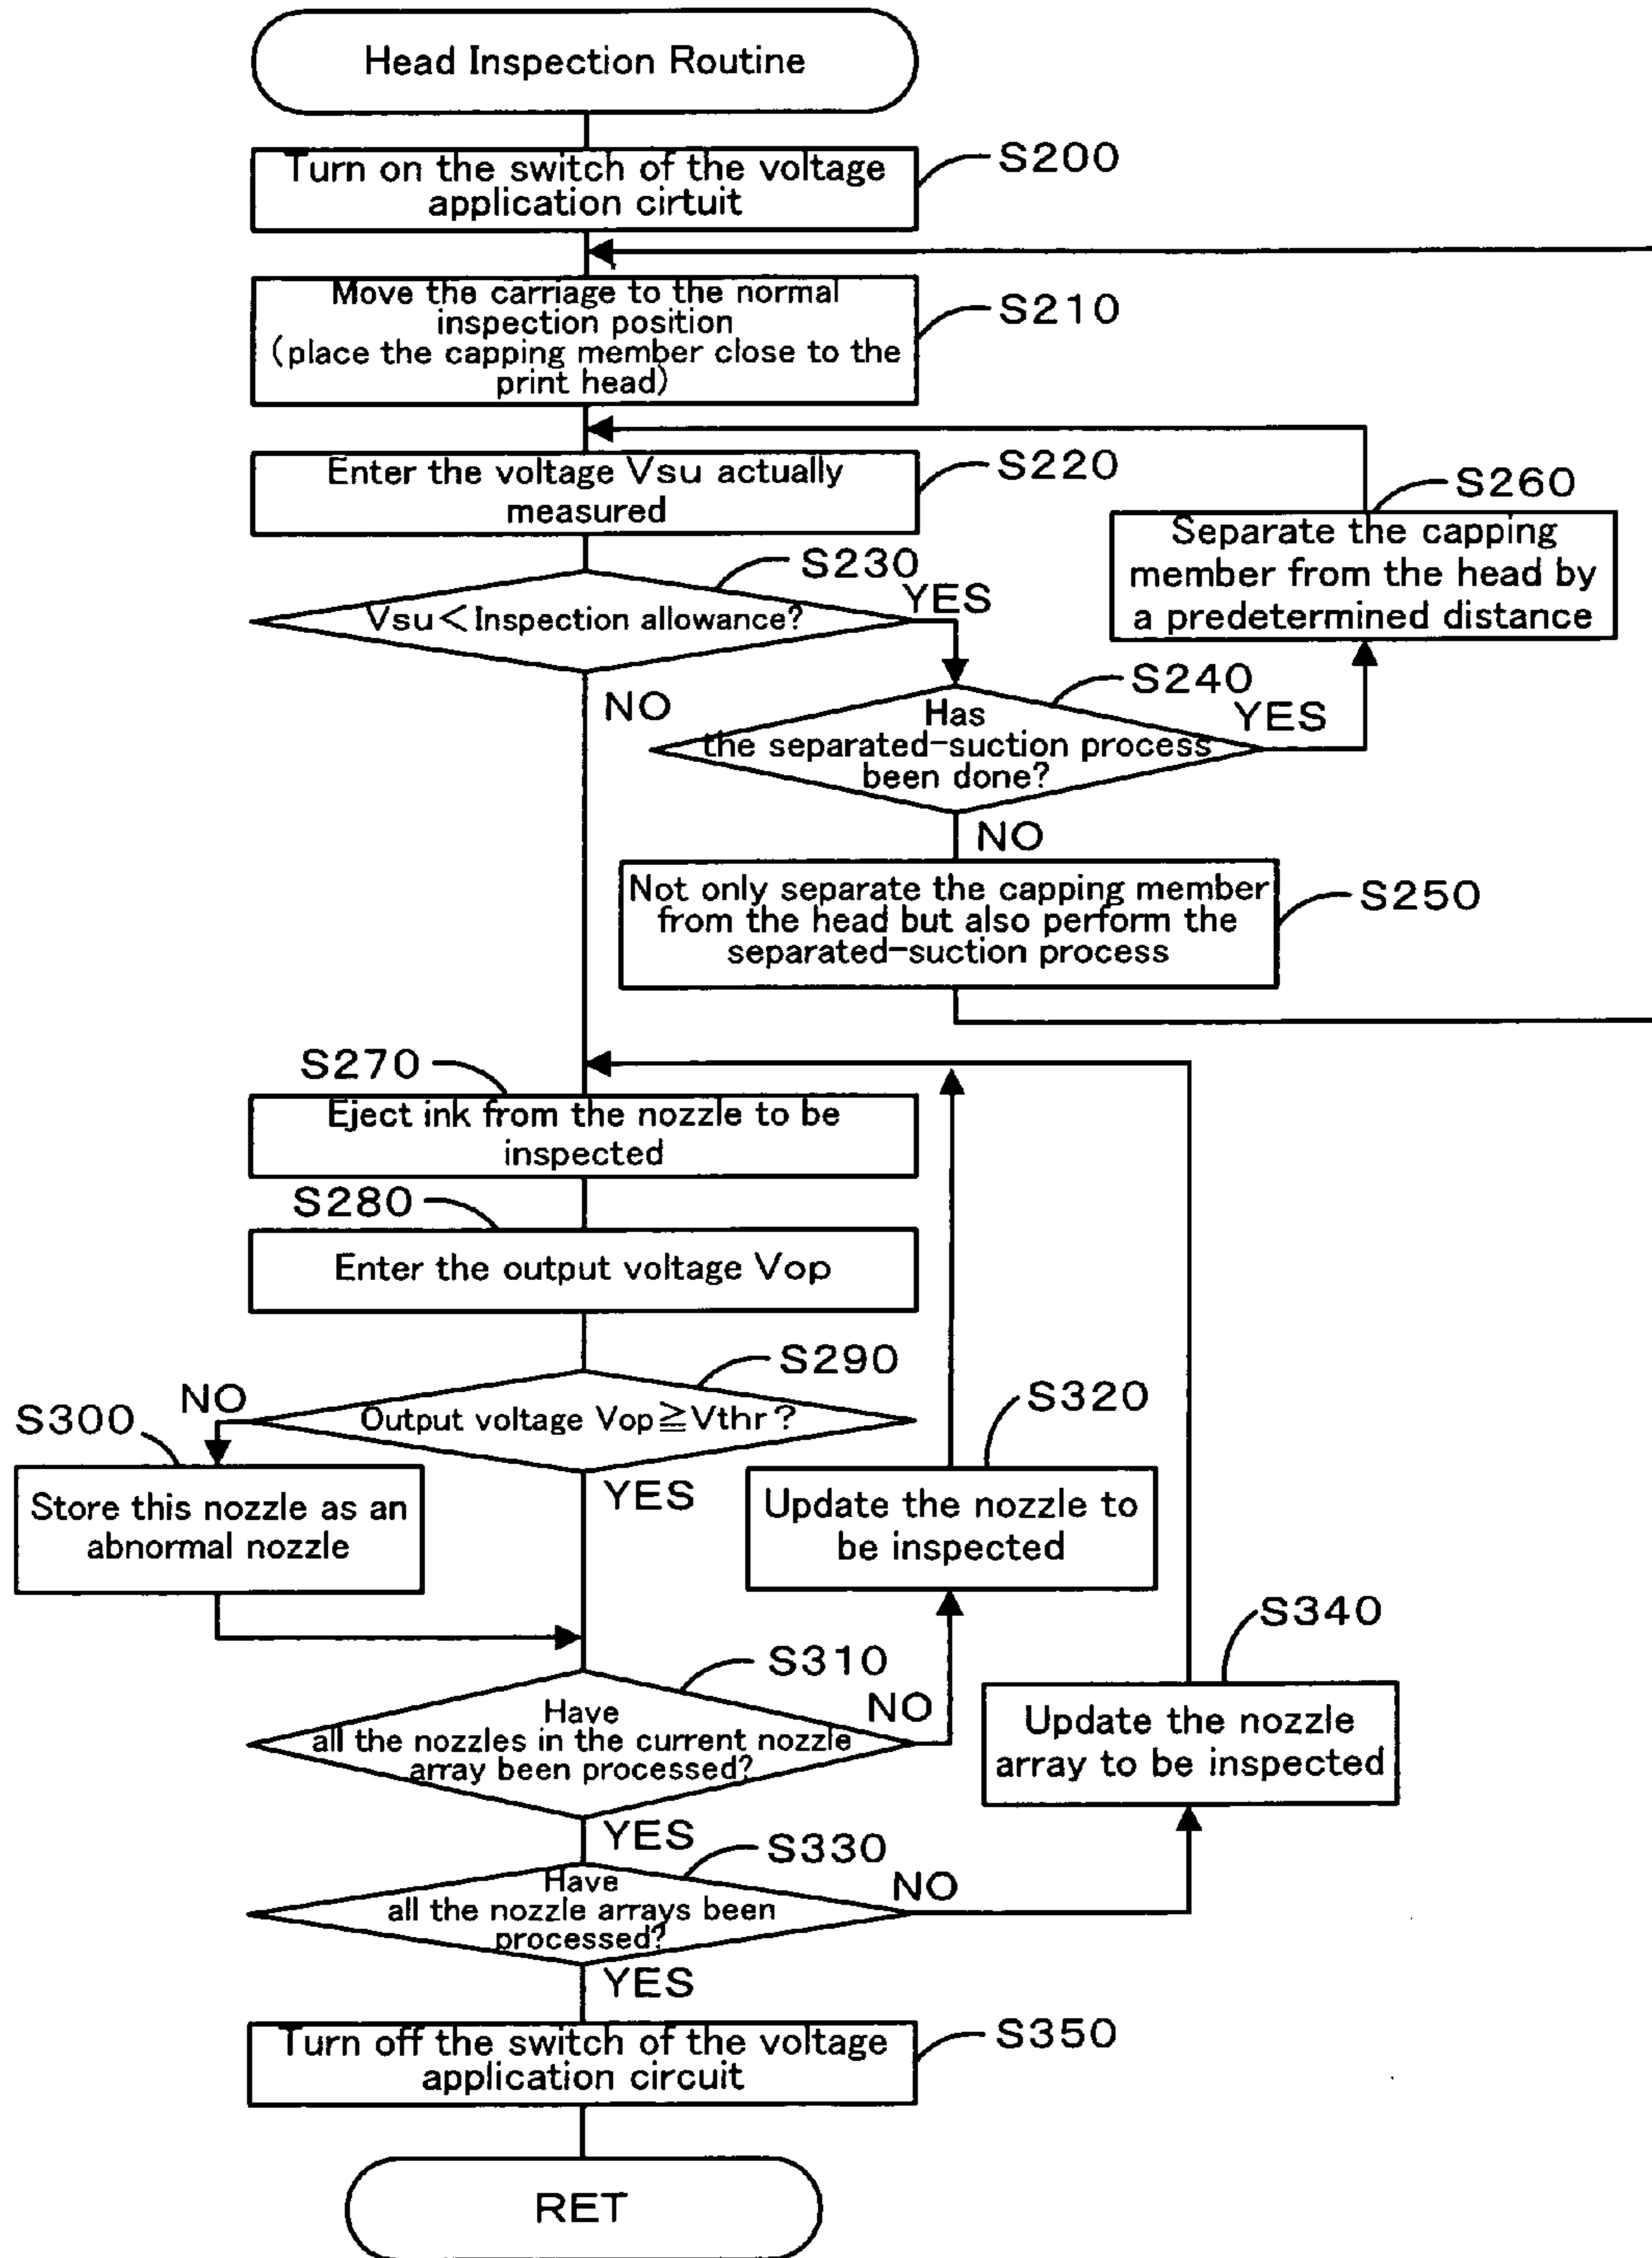 Head Inspection Routine
Turn on the switch of the voltage
application cirtuit
S200
Move the carriage to the normal
inspection position
(place the capping member close to the
print head)
S210
Enter the voltage Vsu actually
measured
S220
S260
Separate the capping
member from the head by
a predetermined distance
S230
Vsu<Inspection allowance?
YES
NO
S240
Has
the separated-suction process
been done?
YES
NO
Not only separate the capping member
from the head but also perform the
separated-suction process
S250
S270
Eject ink from the nozzle to be
inspected
S280
Enter the output voltage Vop
S290
Output voltage Vop≧Vthr?
NO
YES
S300
Store this nozzle as an
abnormal nozzle
S320
Update the nozzle to
be inspected
S310
Have
all the nozzles in the current nozzle
array been processed?
NO
YES
S340
Update the nozzle
array to be inspected
S330
Have
all the nozzle arrays been
processed?
NO
YES
Turn off the switch of the voltage
application circuit
S350
RET